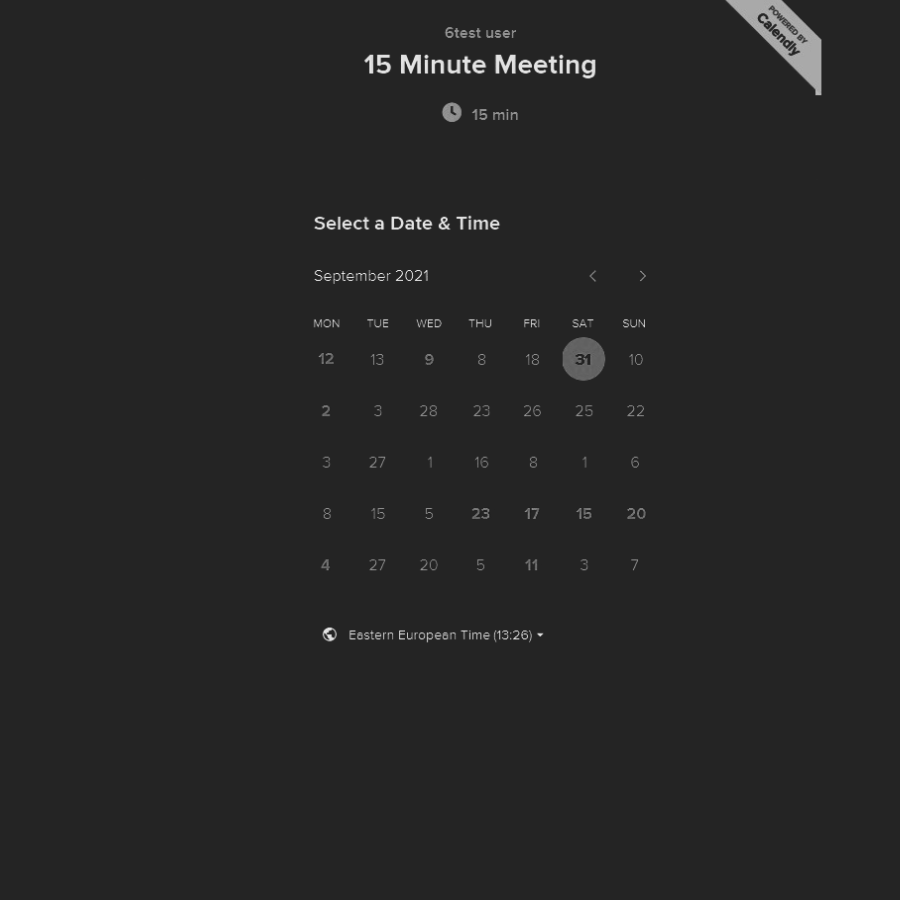 POWERED BY
Calendly
6test user
15 Minute Meeting
15 min
Select a Date & Time
September 2021
MON TUE WED THU FRI SAT SUN
12 13 9 8 18 31 10
2 3 28 23 26 25 22
3 27 1 16 8 1 6
8 15 5 23 17 15 20
4 27 20 5 11 3 7
Eastern European Time (13:26)